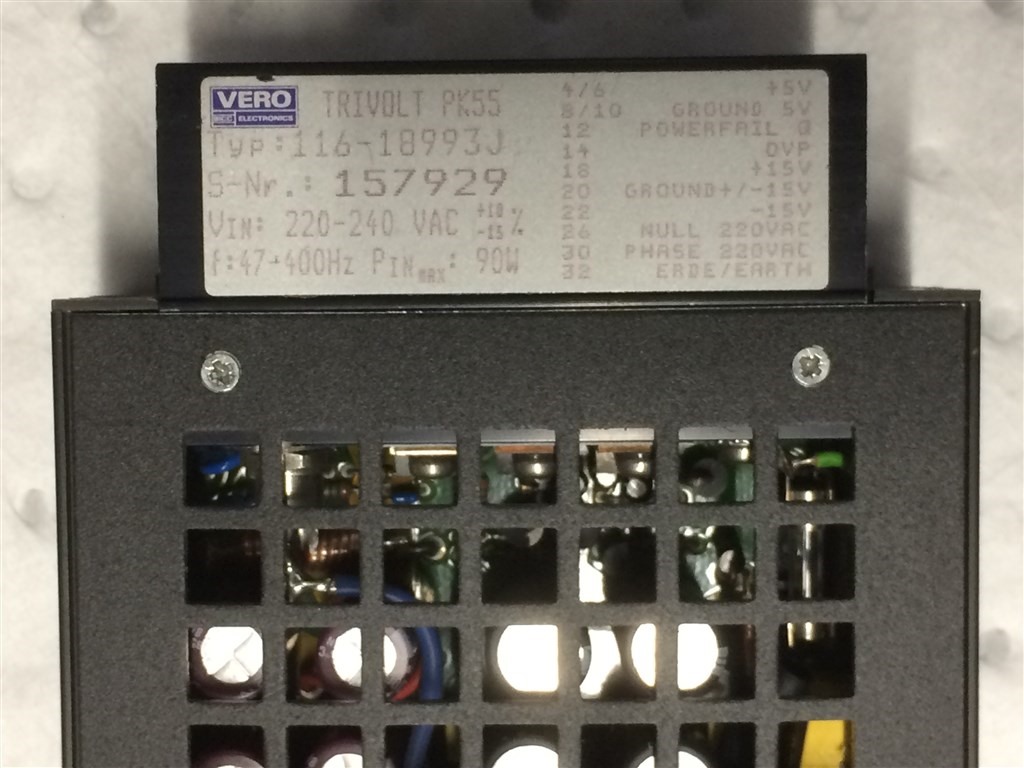 VERO TRIVOLT PK55
BICC ELECTRONICS
Typ:116-18993J
S-Nr.: 157929
VIN: 220-240 VAC +10 -15 %
f:47-400Hz PINMAX: 90W
4/6/ +5V
8/10 GROUND 5V
12 POWERFAIL Q
14 OVP
18 +15V
20 GROUND+/-15V
22 -15V
26 NULL 220VAC
30 PHASE 220VAC
32 ERDE/EARTH